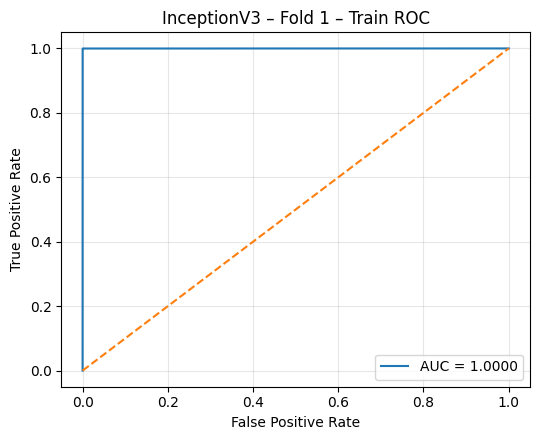 InceptionV3 – Fold 1 – Train ROC
True Positive Rate
1.0
0.8
0.6
0.4
0.2
0.0
AUC = 1.0000
0.0 0.2 0.4 0.6 0.8 1.0
False Positive Rate